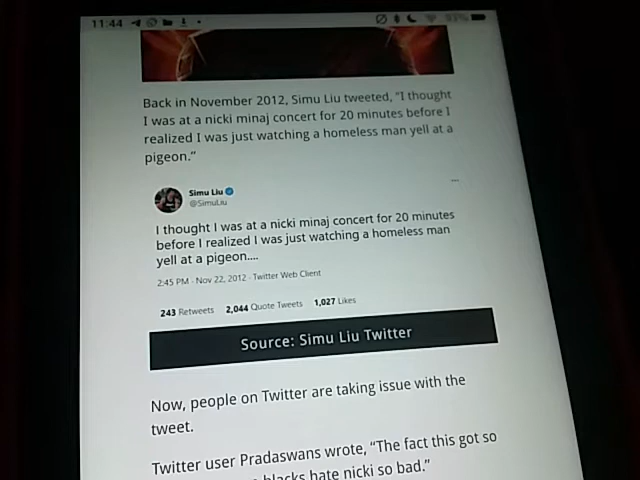 11:44
93%
Back in November 2012, Simu Liu tweeted, “I thought
I was at a nicki minaj concert for 20 minutes before I
realized I was just watching a homeless man yell at a
pigeon.”
Simu Liu
@SimuLiu
I thought I was at a nicki minaj concert for 20 minutes
before I realized I was just watching a homeless man
yell at a pigeon....
2:45 PM · Nov 22, 2012 · Twitter Web Client
243 Retweets 2,044 Quote Tweets 1,027 Likes
Source: Simu Liu Twitter
Now, people on Twitter are taking issue with the
tweet.
Twitter user Pradaswans wrote, “The fact this got so
blacks hate nicki so bad.”